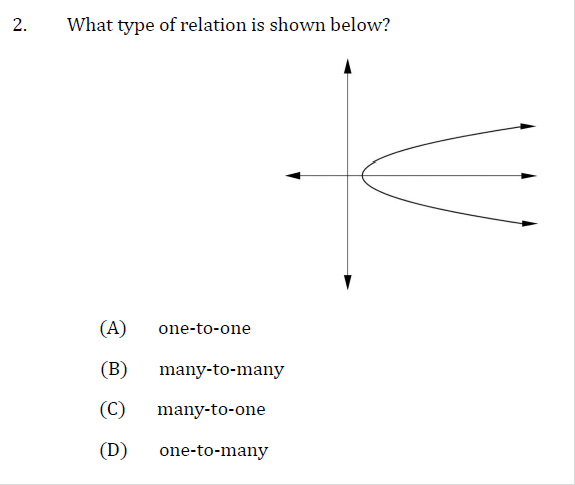 2. What type of relation is shown below?
(A) one-to-one
(B) many-to-many
(C) many-to-one
(D) one-to-many